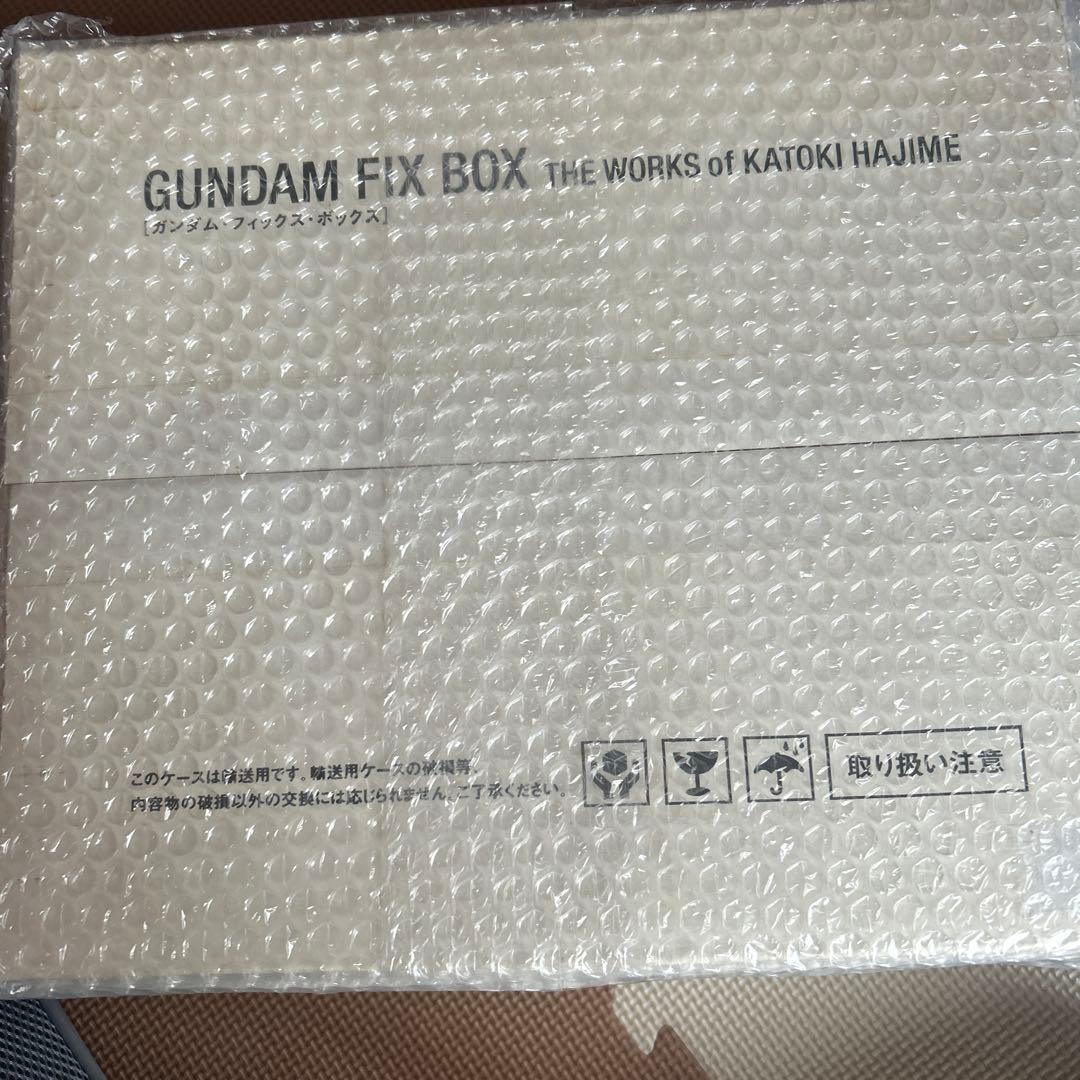 GUNDAM FIX BOX THE WORKS of KATOKI HAJIME
[ガンダム・フィックス・ボックス]
このケースは輸送用です。輸送用ケースの破損等、
内容物の破損以外の交換には応じられません。ご了承ください。
取り扱い注意